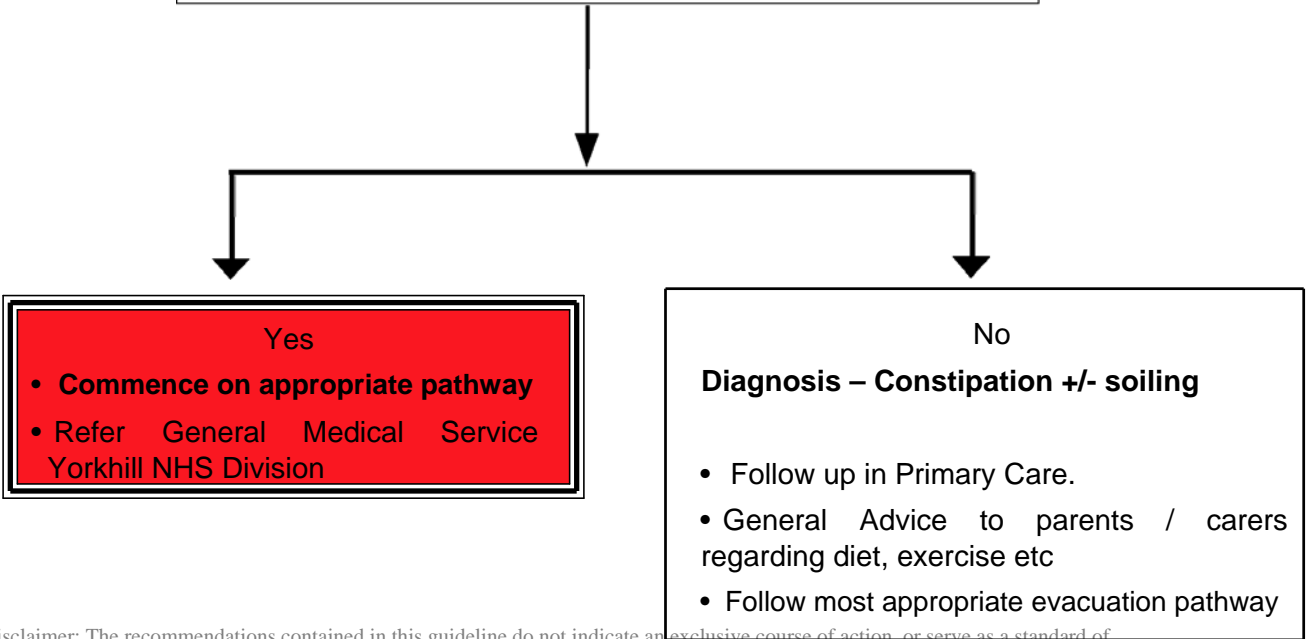 Yes
• Commence on appropriate pathway
• Refer General Medical Service
Yorkhill NHS Division
No
Diagnosis – Constipation +/- soiling
• Follow up in Primary Care.
• General Advice to parents / carers
regarding diet, exercise etc
• Follow most appropriate evacuation pathway
isclaimer: The recommendations contained in this guideline do not indicate an exclusive course of action, or serve as a standard of